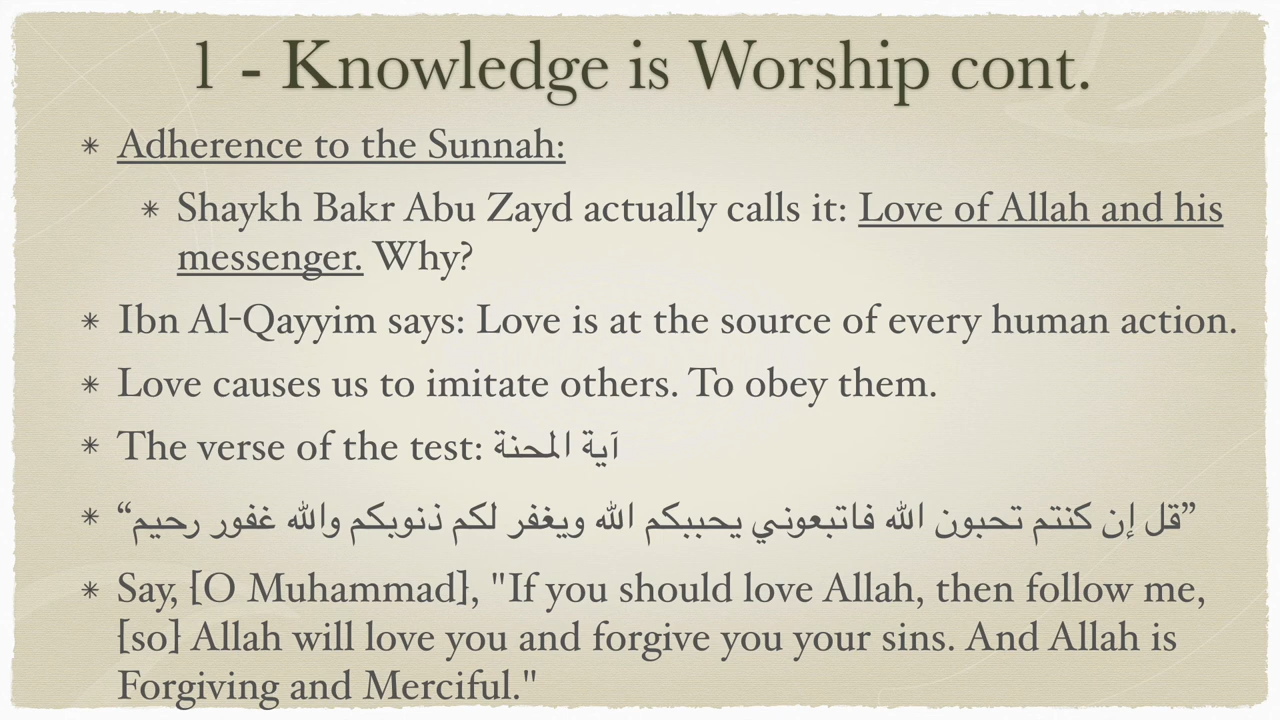 1 - Knowledge is Worship cont.
* Adherence to the Sunnah:
* Shaykh Bakr Abu Zayd actually calls it: Love of Allah and his
messenger. Why?
* Ibn Al-Qayyim says: Love is at the source of every human action.
* Love causes us to imitate others. To obey them.
* The verse of the test: آية المحنة
* “قل إن كنتم تحبون الله فاتبعوني يحببكم الله ويغفر لكم ذنوبكم والله غفور رحيم”
* Say, [O Muhammad], "If you should love Allah, then follow me,
[so] Allah will love you and forgive you your sins. And Allah is
Forgiving and Merciful."